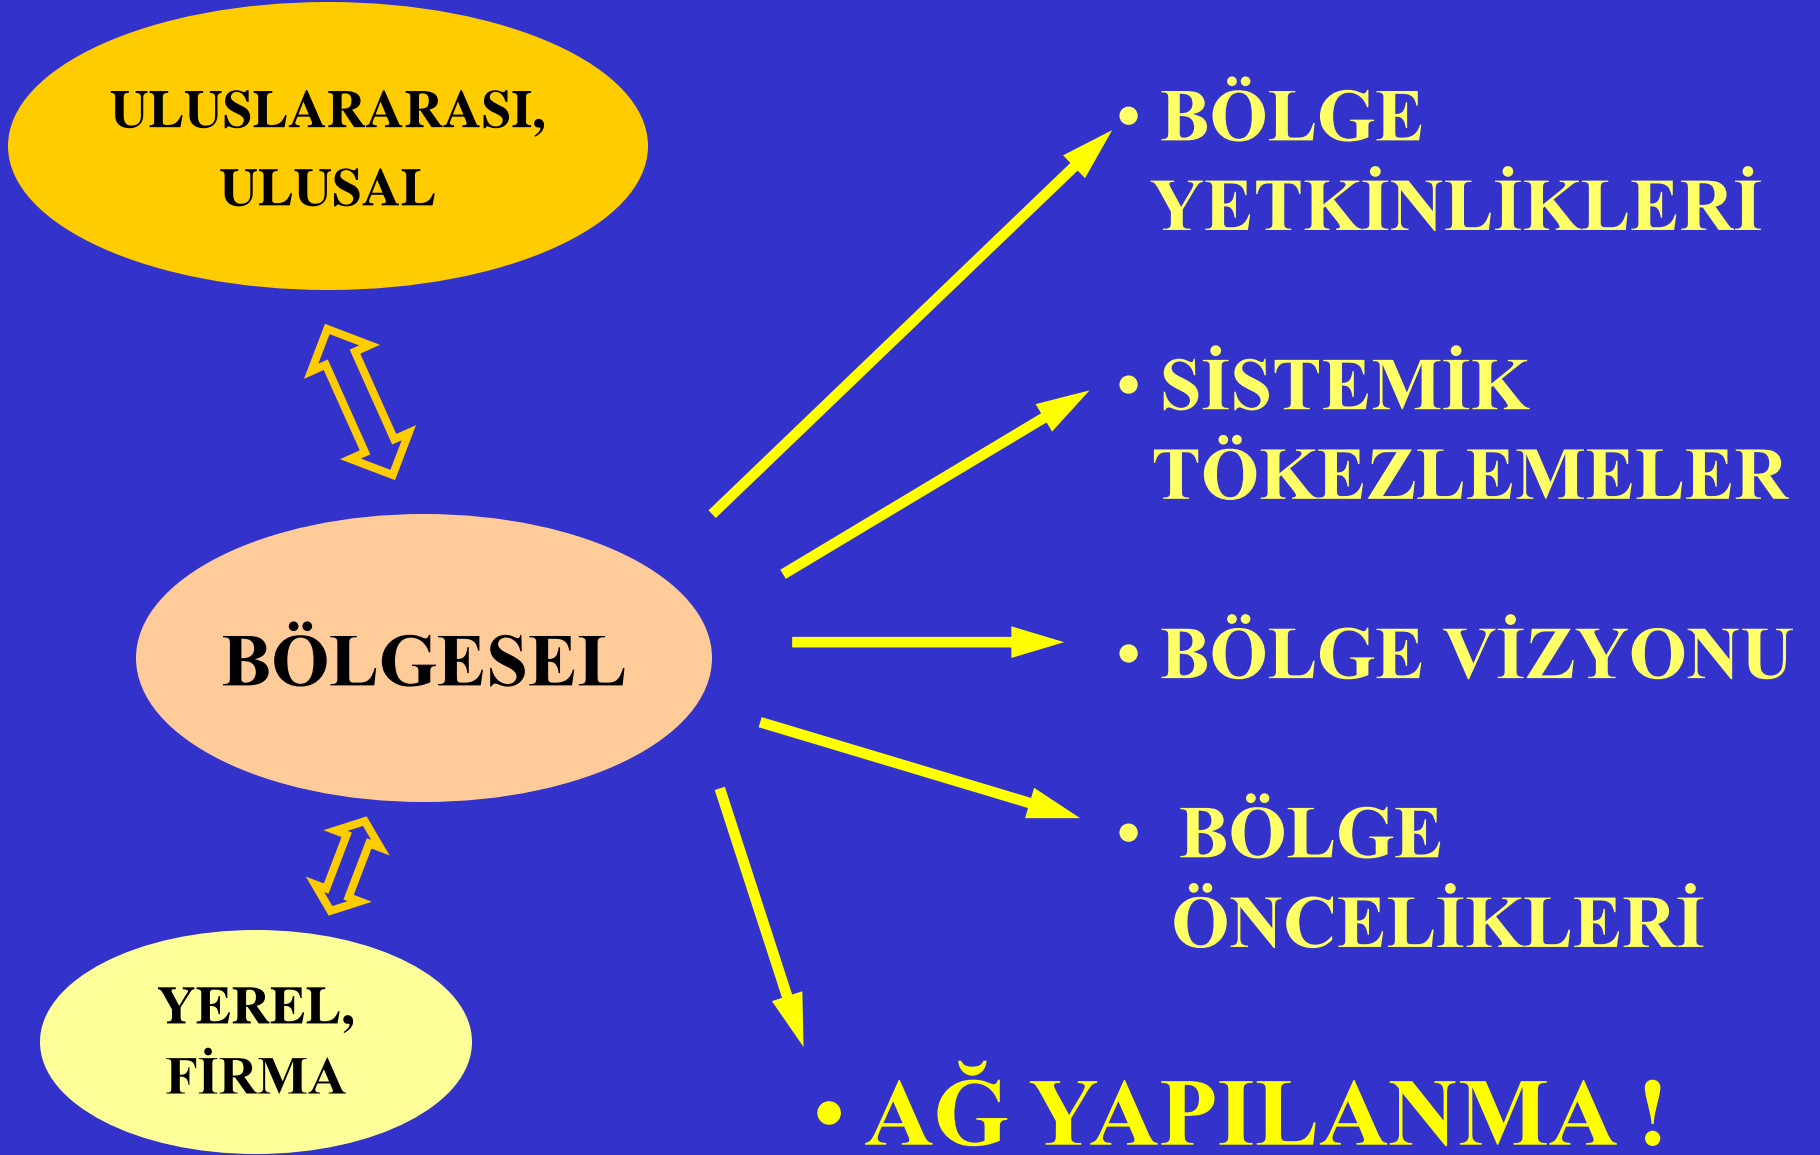 ULUSLARARASI,
ULUSAL
BÖLGESEL
YEREL,
FİRMA
• BÖLGE
YETKİNLİKLERİ
• SİSTEMİK
TÖKEZLEMELER
• BÖLGE VİZYONU
• BÖLGE
ÖNCELİKLERİ
• AĞ YAPILANMA !